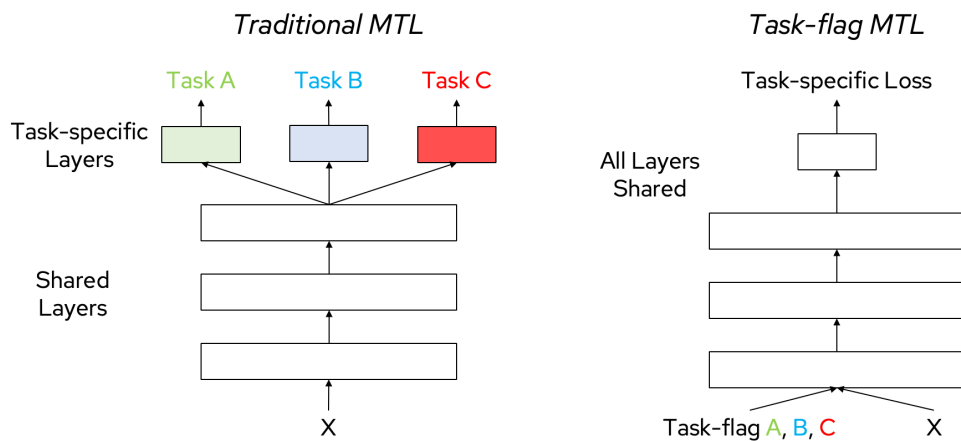 Traditional MTL
Task A
Task B
Task C
Task-specific
Layers
Shared
Layers
X
Task-flag MTL
Task-specific Loss
All Layers
Shared
Task-flag A, B, C
X